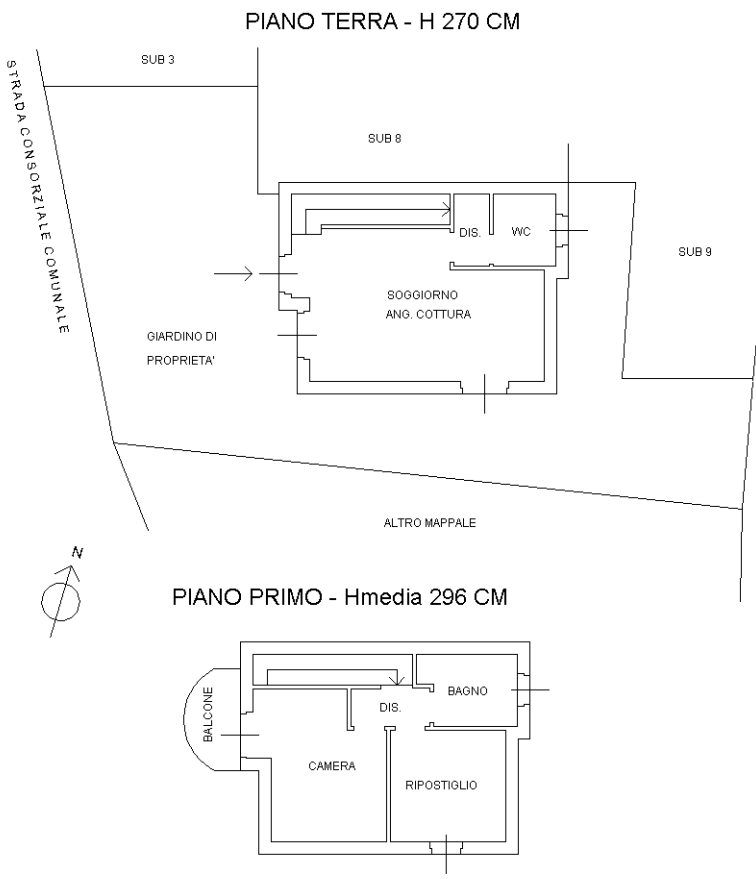 PIANO TERRA - H 270 CM
SUB 3
STRADA CONSORZIALE COMUNALE
SUB 8
DIS.
WC
SUB 9
SOGGIORNO
ANG. COTTURA
GIARDINO DI
PROPRIETA'
ALTRO MAPPALE
N
PIANO PRIMO - Hmedia 296 CM
BALCONE
BAGNO
DIS.
CAMERA
RIPOSTIGLIO